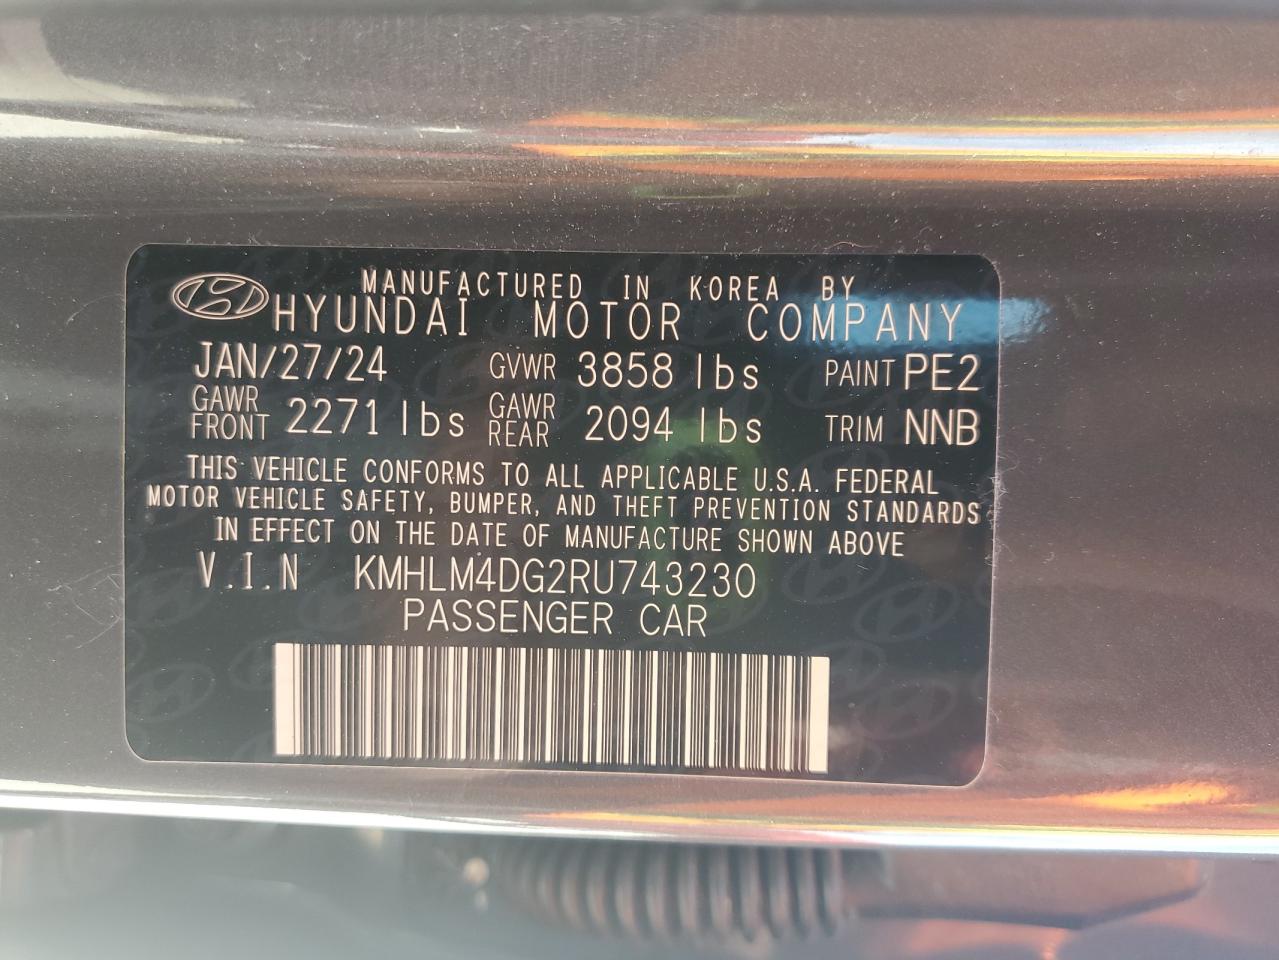 MANUFACTURED IN KOREA BY
HYUNDAI MOTOR COMPANY
JAN/27/24 GVWR 3858 lbs PAINT PE2
GAWR FRONT 2271 lbs GAWR REAR 2094 lbs TRIM NNB
THIS VEHICLE CONFORMS TO ALL APPLICABLE U.S.A. FEDERAL
MOTOR VEHICLE SAFETY, BUMPER, AND THEFT PREVENTION STANDARDS
IN EFFECT ON THE DATE OF MANUFACTURE SHOWN ABOVE
V.I.N KMHLM4DG2RU743230
PASSENGER CAR